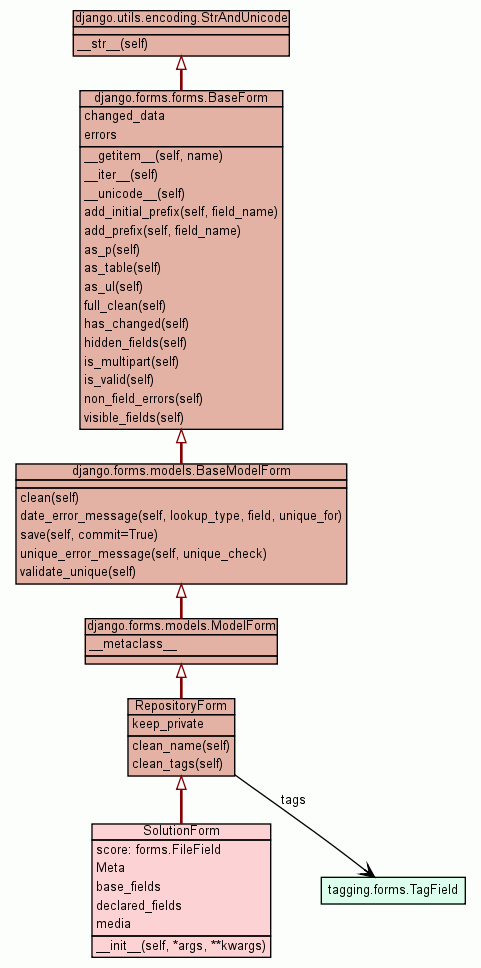 django.utils.encoding.StrAndUnicode
__str__(self)
django.forms.forms.BaseForm
changed_data
errors
__getitem__(self, name)
__iter__(self)
__unicode__(self)
add_initial_prefix(self, field_name)
add_prefix(self, field_name)
as_p(self)
as_table(self)
as_ul(self)
full_clean(self)
has_changed(self)
hidden_fields(self)
is_multipart(self)
is_valid(self)
non_field_errors(self)
visible_fields(self)
django.forms.models.BaseModelForm
clean(self)
date_error_message(self, lookup_type, field, unique_for)
save(self, commit=True)
unique_error_message(self, unique_check)
validate_unique(self)
django.forms.models.ModelForm
__metaclass__
RepositoryForm
keep_private
clean_name(self)
clean_tags(self)
tags
SolutionForm
score: forms.FileField
Meta
base_fields
declared_fields
media
__init__(self, *args, **kwargs)
tagging.forms.TagField